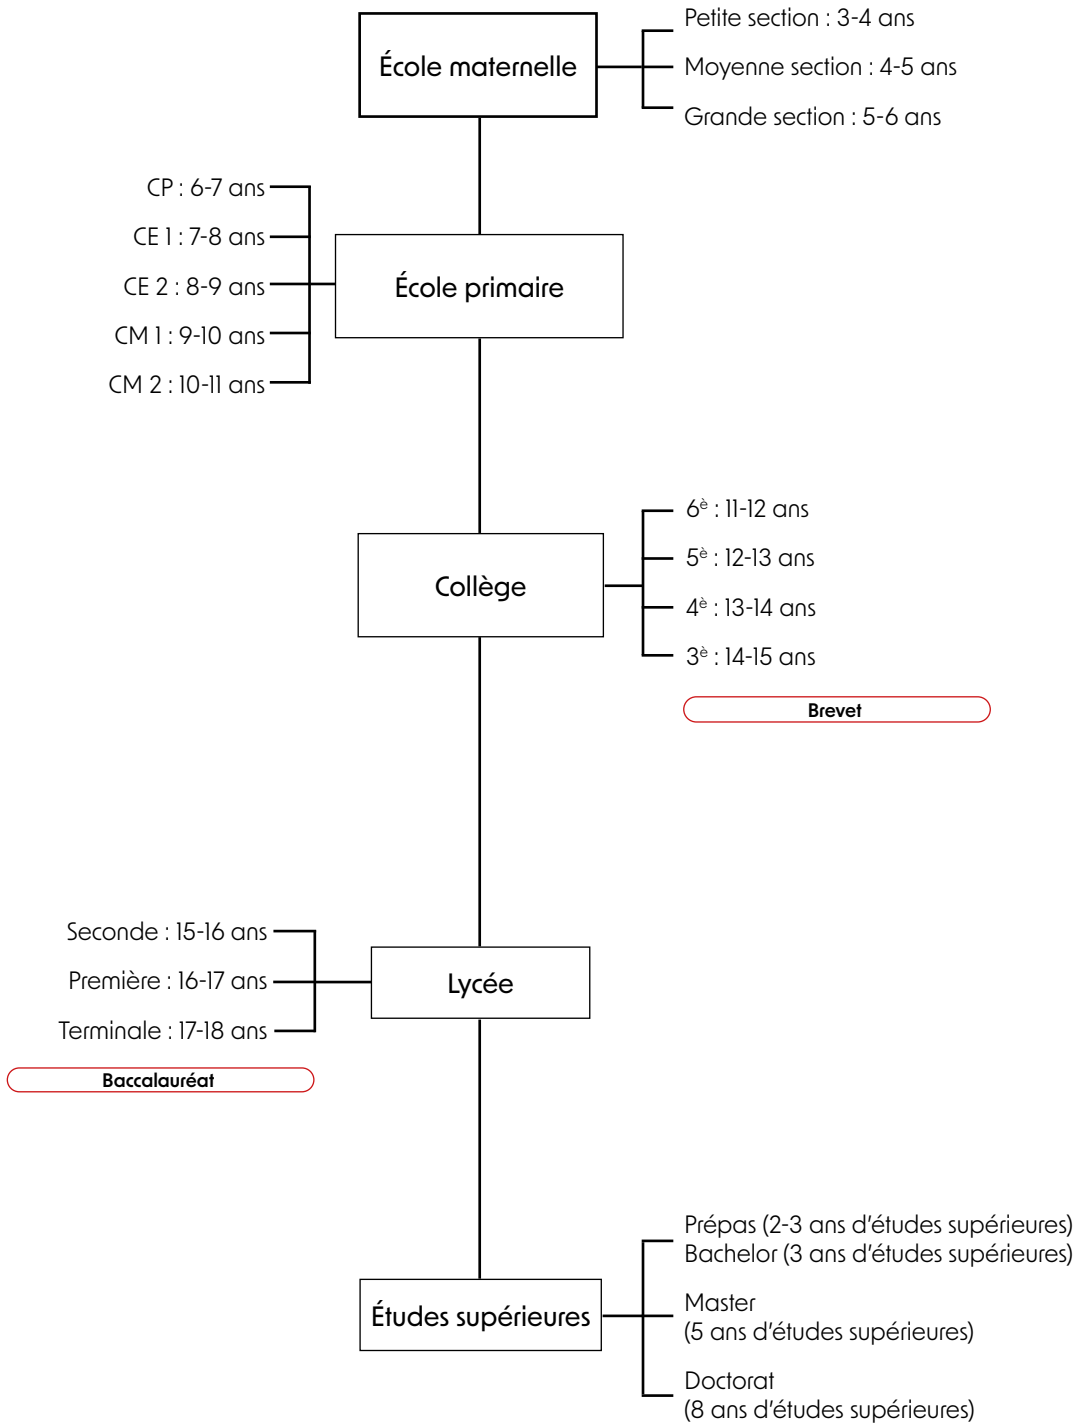 École maternelle
Petite section : 3-4 ans
Moyenne section : 4-5 ans
Grande section : 5-6 ans
CP : 6-7 ans
CE 1 : 7-8 ans
CE 2 : 8-9 ans
CM 1 : 9-10 ans
CM 2 : 10-11 ans
École primaire
Collège
6è : 11-12 ans
5è : 12-13 ans
4è : 13-14 ans
3è : 14-15 ans
Brevet
Seconde : 15-16 ans
Première : 16-17 ans
Terminale : 17-18 ans
Baccalauréat
Lycée
Études supérieures
Prépas (2-3 ans d'études supérieures)
Bachelor (3 ans d'études supérieures)
Master
(5 ans d'études supérieures)
Doctorat
(8 ans d'études supérieures)